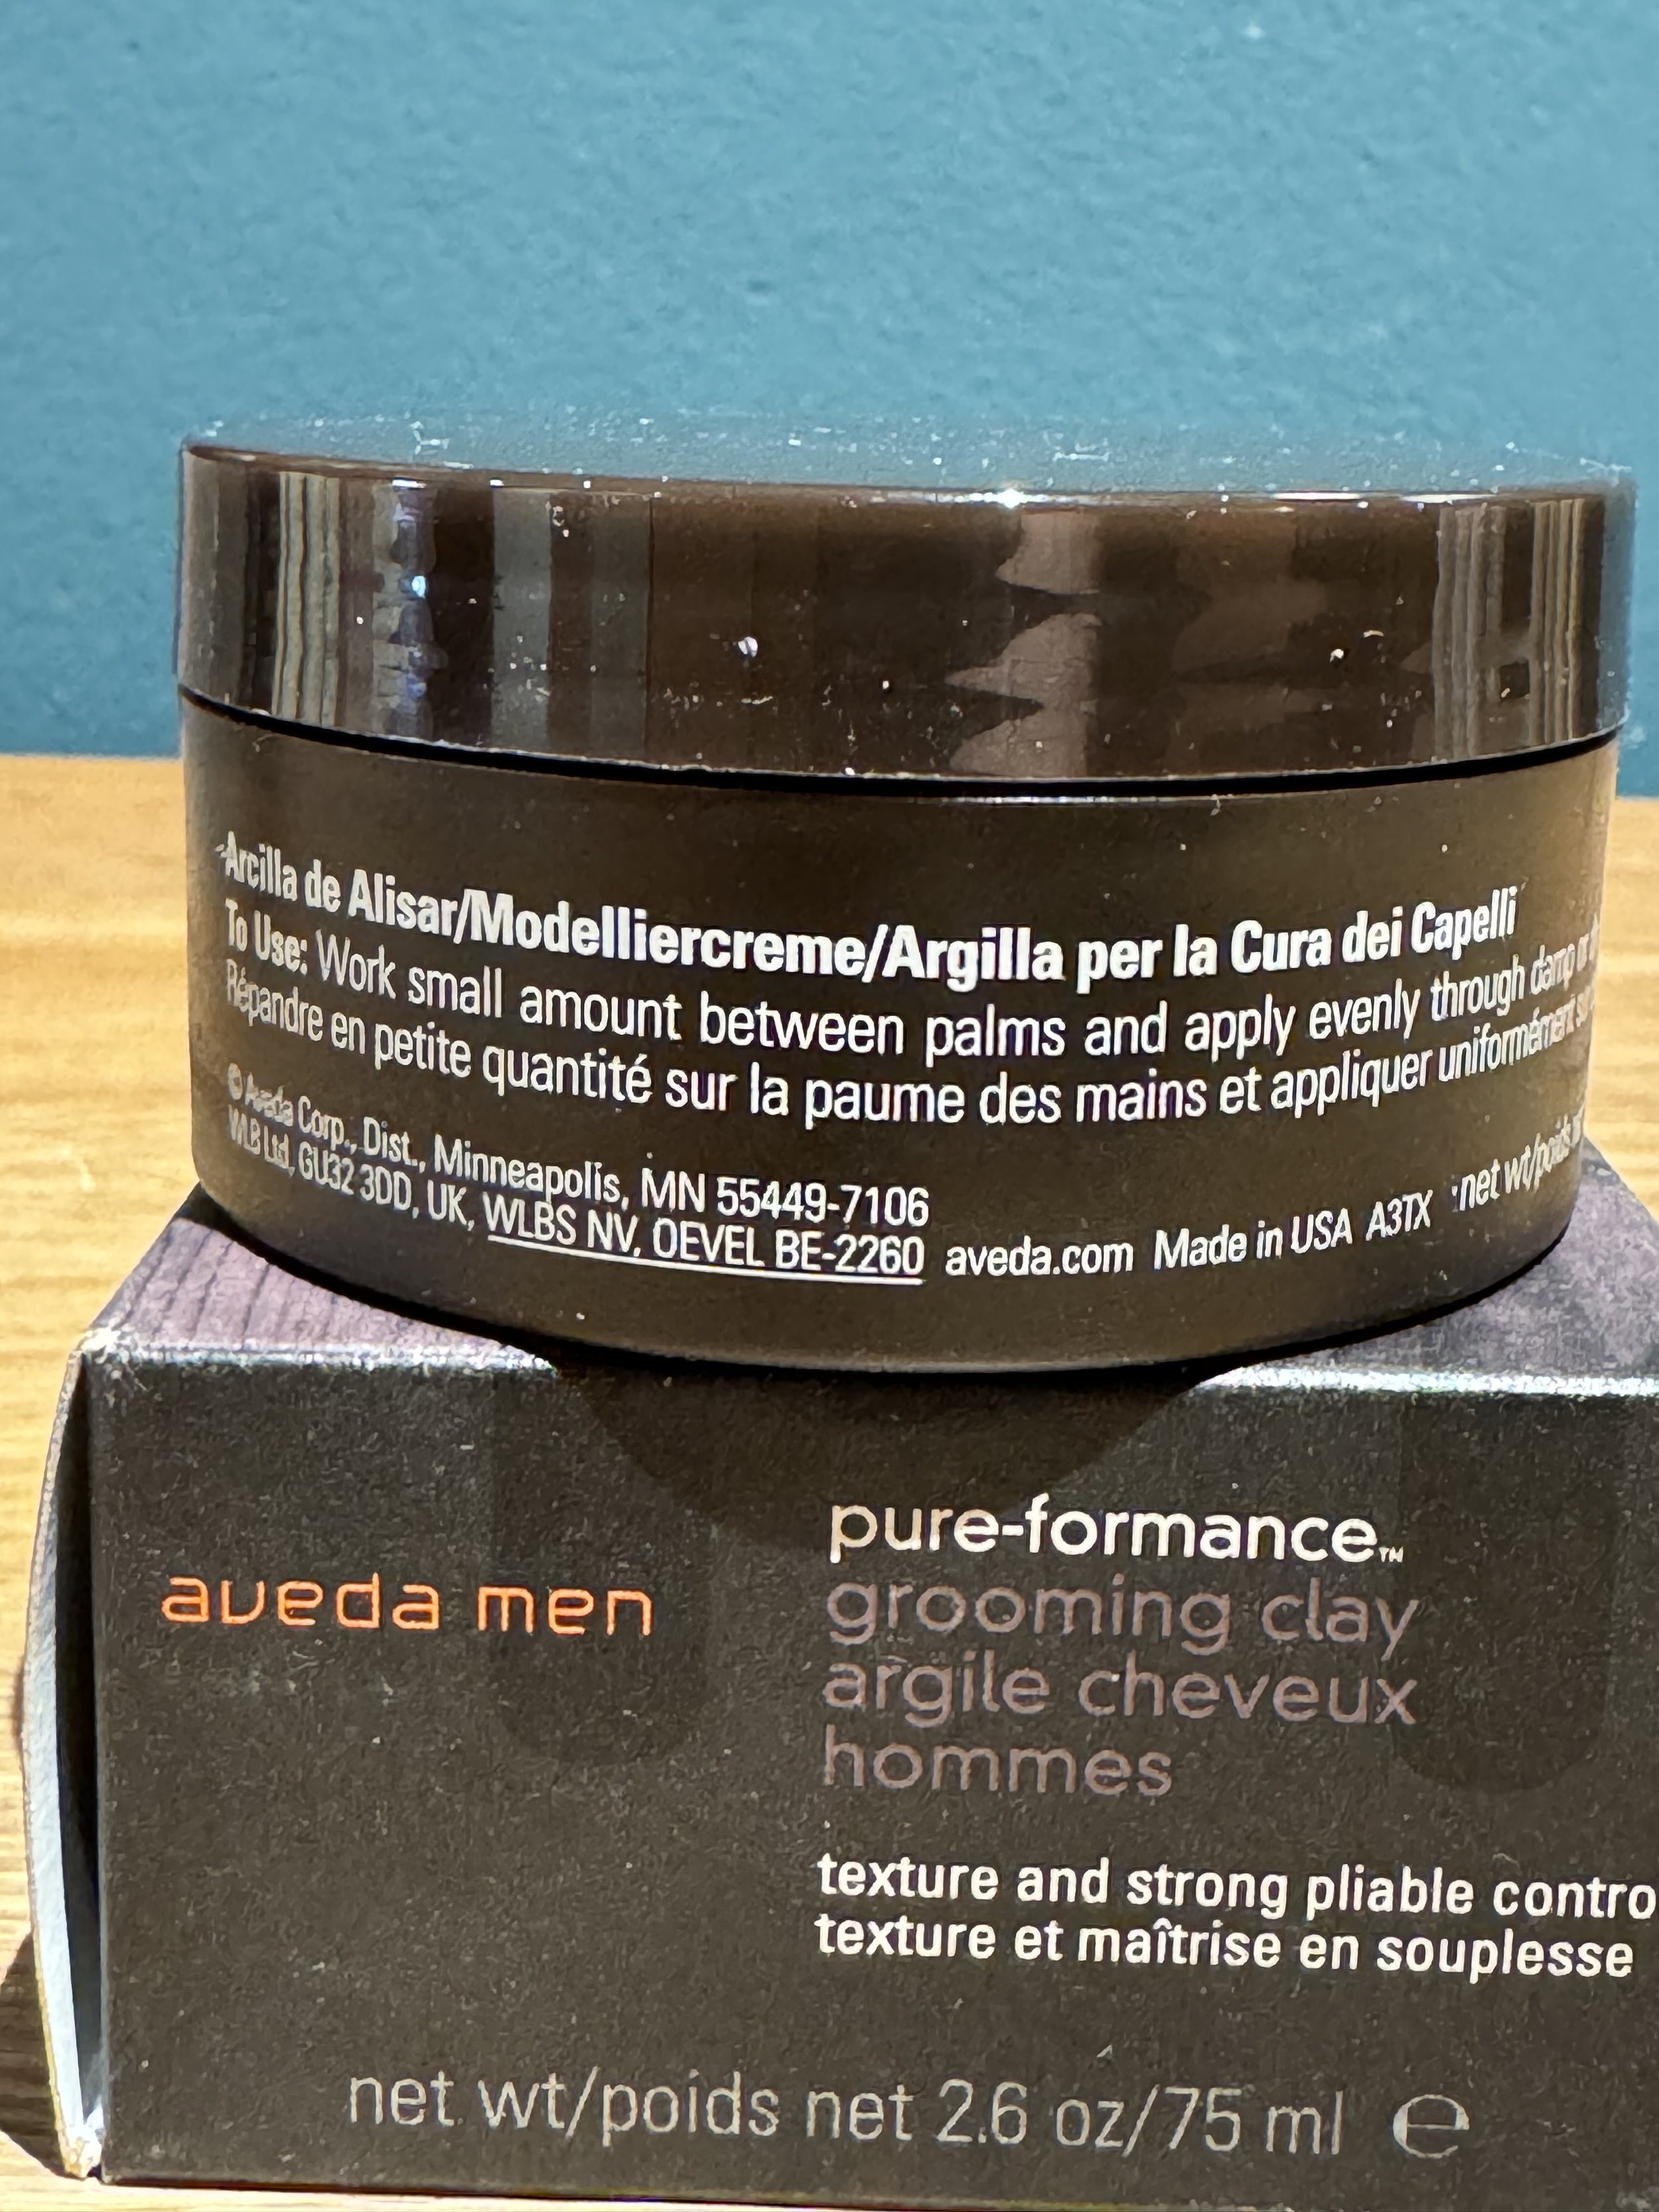 Arcilla de Alisar/Modelliercreme/Argilla per la Cura dei Capelli
To Use: Work small amount between palms and apply evenly through damp or
Répandre en petite quantité sur la paume des mains et appliquer uniformément
© Aveda Corp., Dist., Minneapolis, MN 55449-7106
WLB Ltd, GU32 3DD, UK, WLBS NV, OEVEL BE-2260 aveda.com Made in USA A3TX net wt/poids
aveda men
pure-formance™
grooming clay
argile cheveux
hommes
texture and strong pliable contro
texture et maîtrise en souplesse
net wt/poids net 2.6 oz/75 ml ℮